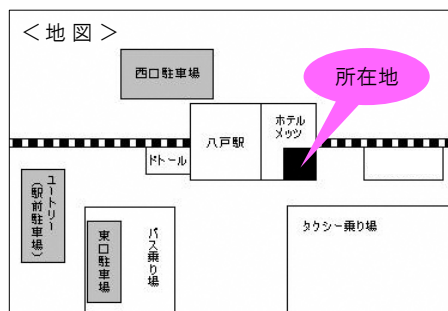 ＜地図＞
西口駐車場
所在地
八戸駅
ホテル
メッツ
ドトール
ユートリー
（駅前駐車場）
東口駐車場
バス乗り場
タクシー乗り場